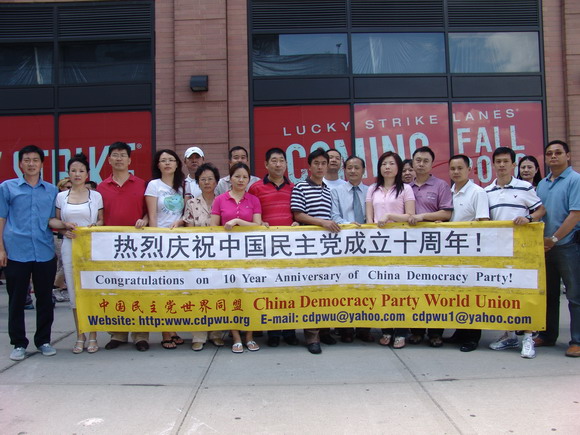 LUCKY STRIKE LANES'
STRIKE COMING FALL
热烈庆祝中国民主党成立十周年！
Congratulations on 10 Year Anniversary of China Democracy Party!
中国民主党世界同盟 China Democracy Party World Union
Website: http:www.cdpwu.org E-mail: cdpwu@yahoo.com cdpwu1@yahoo.com